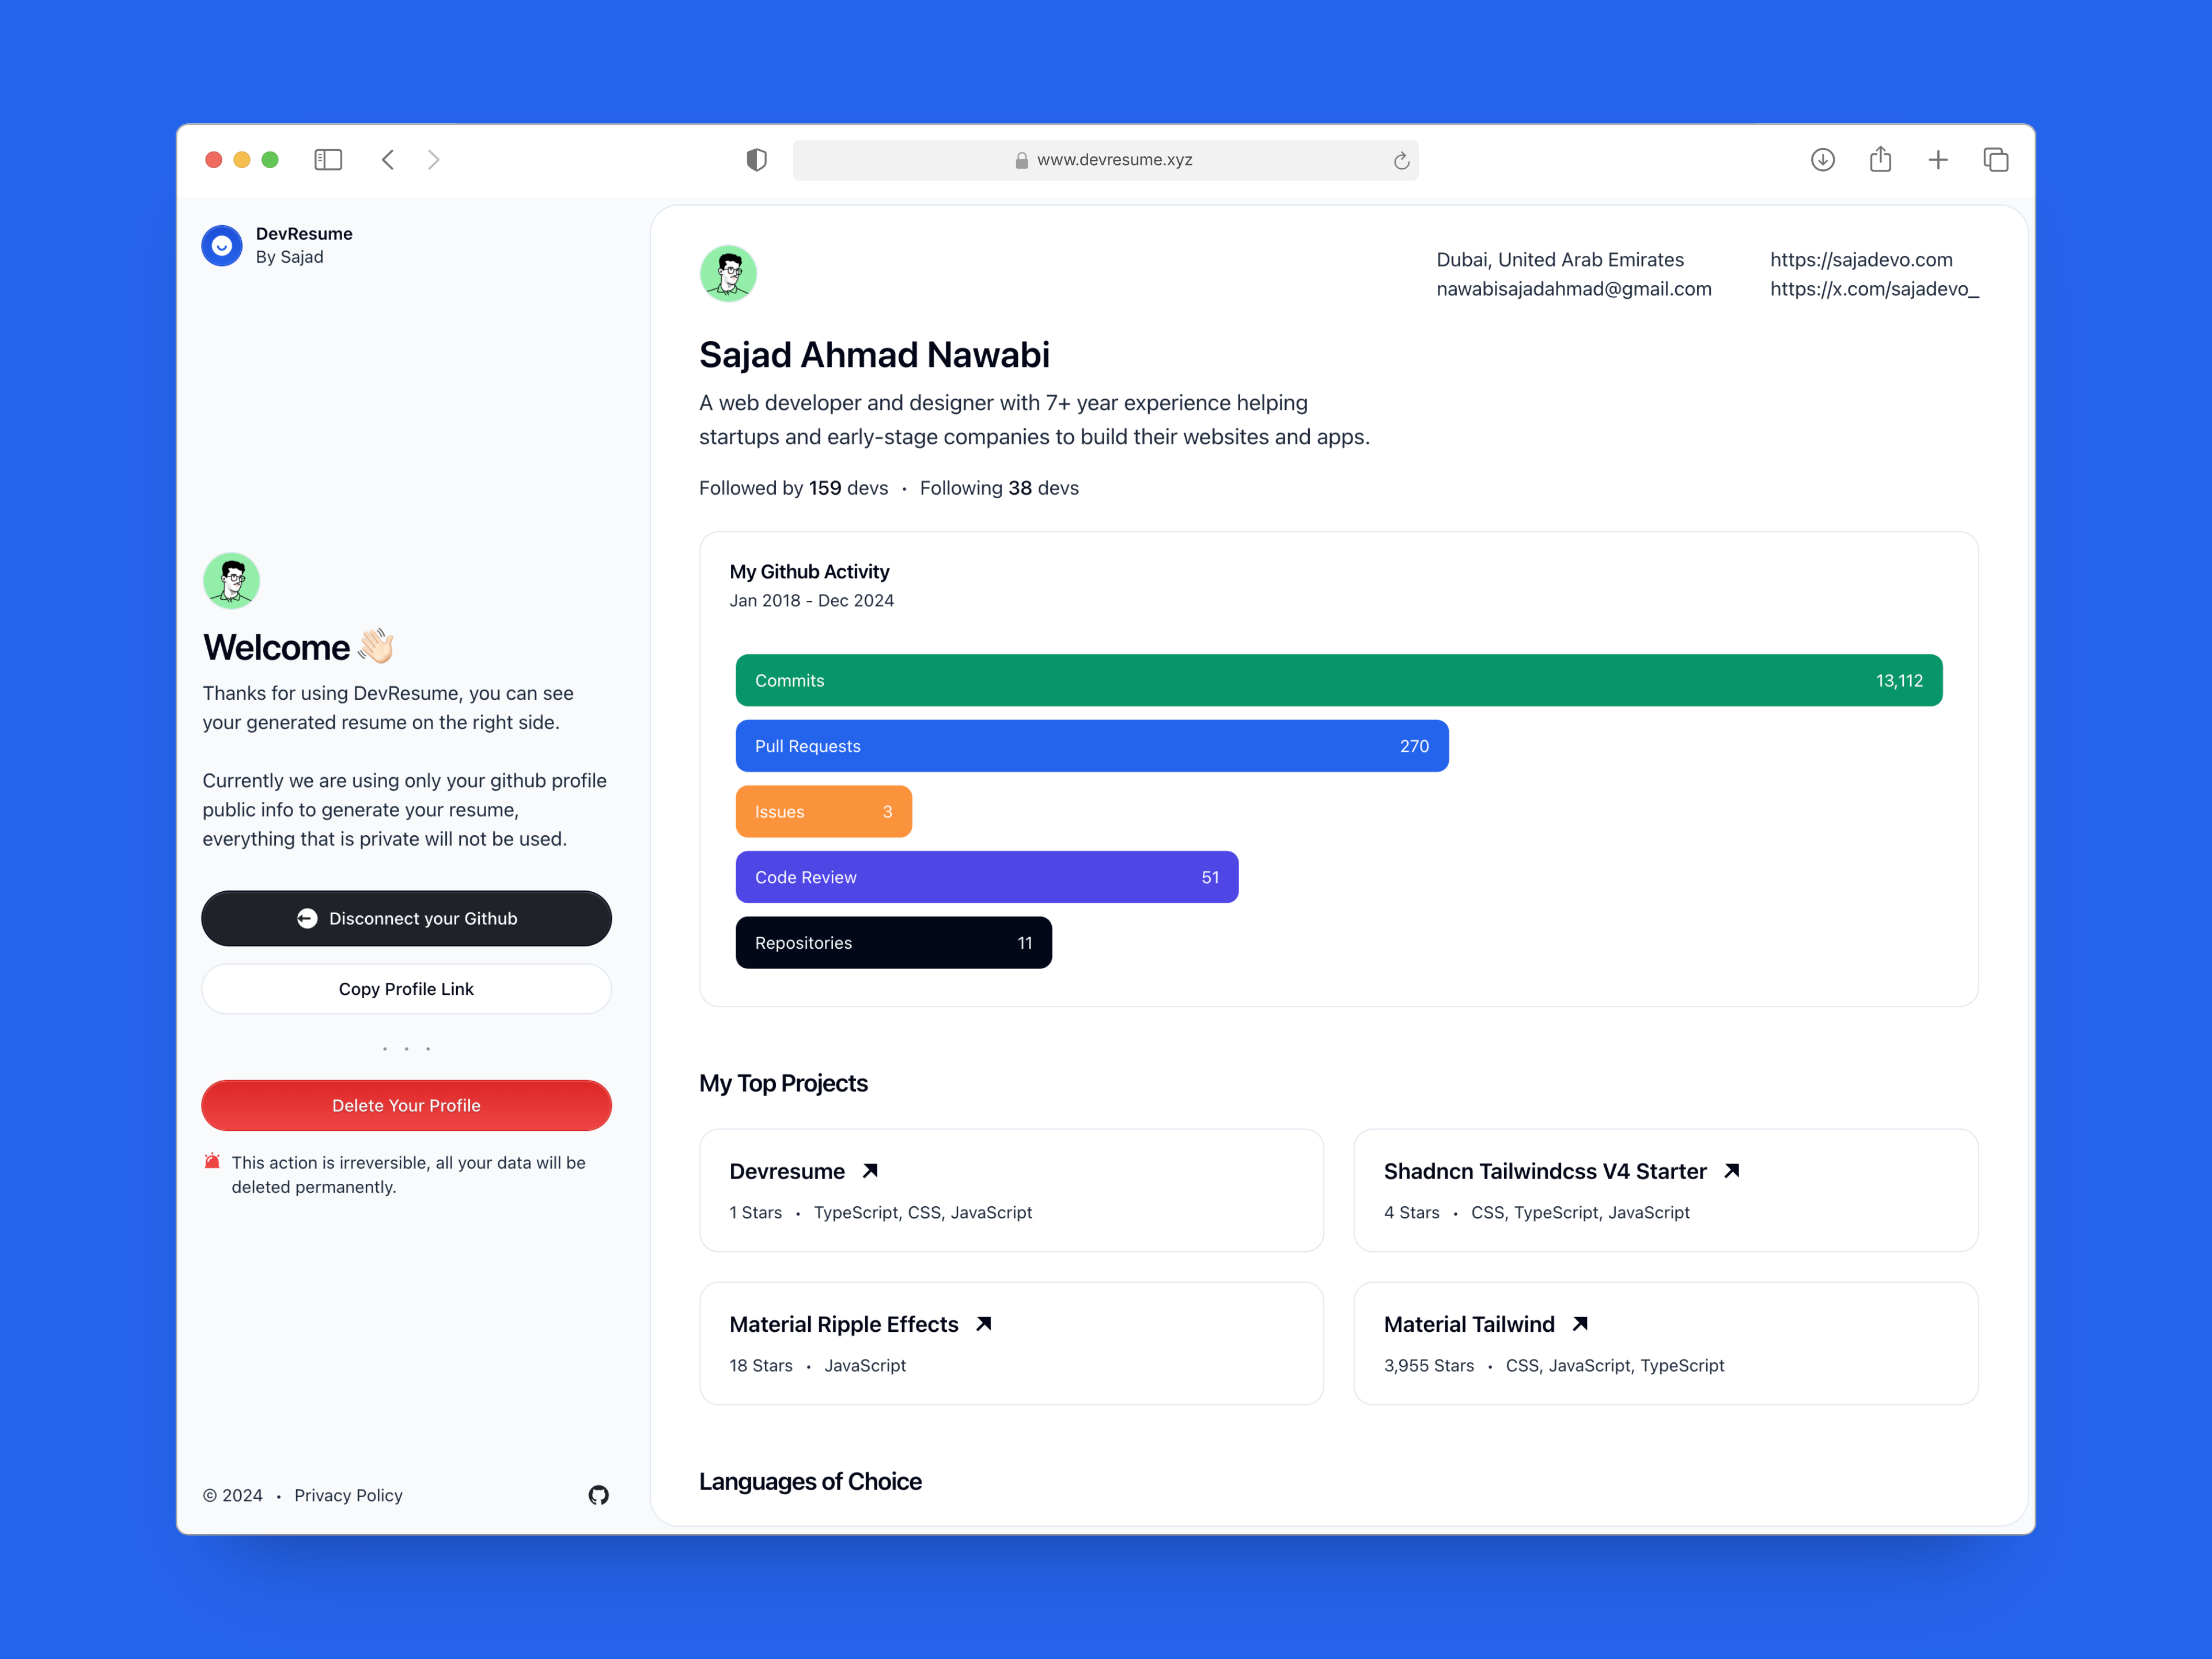 www.devresume.xyz
DevResume
By Sajad
Welcome 👋🏻
Thanks for using DevResume, you can see
your generated resume on the right side.
Currently we are using only your github profile
public info to generate your resume,
everything that is private will not be used.
Disconnect your Github
Copy Profile Link
. . .
Delete Your Profile
This action is irreversible, all your data will be
deleted permanently.
© 2024 • Privacy Policy
Dubai, United Arab Emirates
nawabisajadahmad@gmail.com
https://sajadevo.com
https://x.com/sajadevo_
Sajad Ahmad Nawabi
A web developer and designer with 7+ year experience helping
startups and early-stage companies to build their websites and apps.
Followed by 159 devs • Following 38 devs
My Github Activity
Jan 2018 - Dec 2024
Commits 13,112
Pull Requests 270
Issues 3
Code Review 51
Repositories 11
My Top Projects
Devresume
1 Stars • TypeScript, CSS, JavaScript
Shadncn Tailwindcss V4 Starter
4 Stars • CSS, TypeScript, JavaScript
Material Ripple Effects
18 Stars • JavaScript
Material Tailwind
3,955 Stars • CSS, JavaScript, TypeScript
Languages of Choice